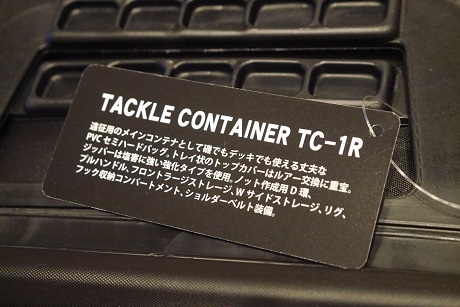 TACKLE CONTAINER TC-1R
遠征用のメインコンテナとして磯でもデッキでも使える丈夫な
PVCセミハードバッグ。トレイ状のトップカバーはルアー交換に重宝。
ジッパーは塩害に強い強化タイプを使用。ノット作成用D環、
プルハンドル、フロントラージストレージ、Wサイドストレージ、リグ、
フック収納コンパートメント、ショルダーベルト装備。